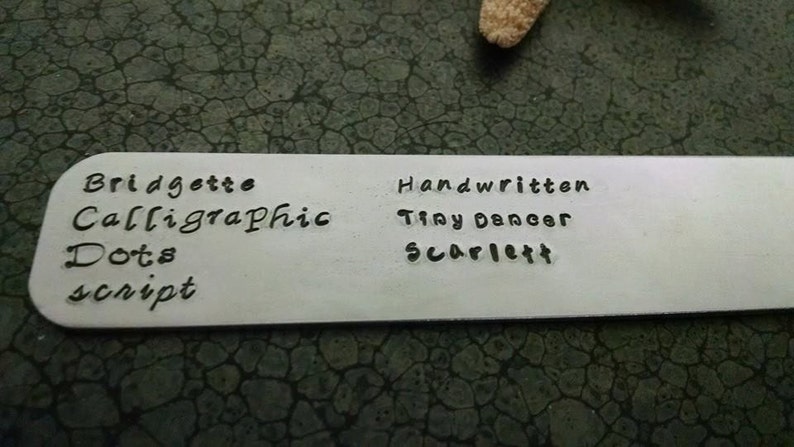 Bridgette
Calligraphic
Dots
script
Handwritten
Tiny Dancer
Scarlett